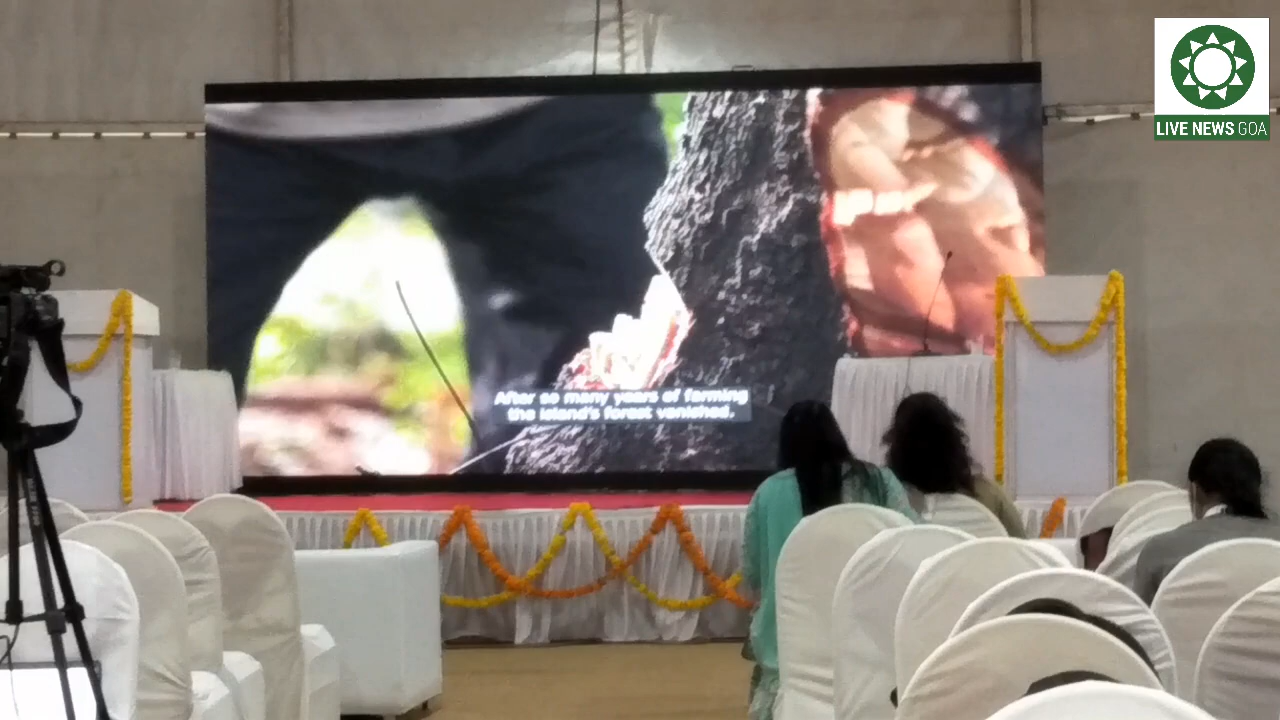 LIVE NEWS GOA
After so many years of farming
the island's forest vanished.